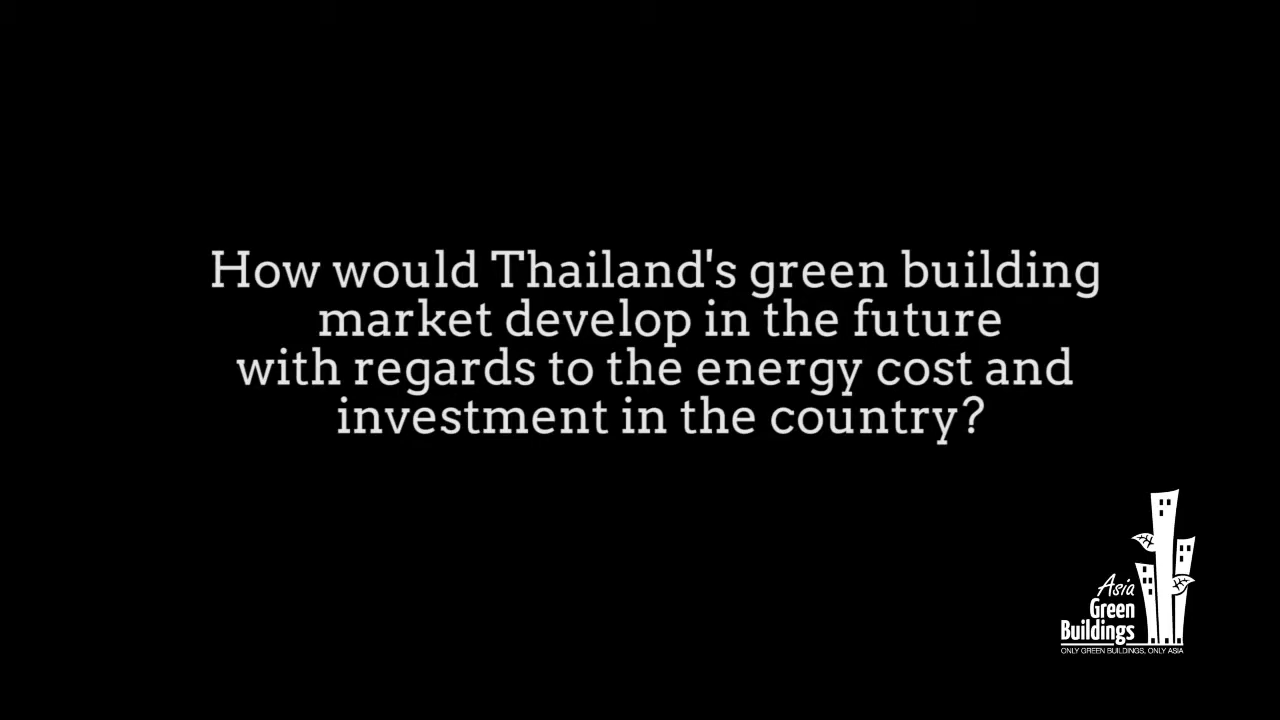 How would Thailand's green building
market develop in the future
with regards to the energy cost and
investment in the country?
Asia
Green
Buildings
ONLY GREEN BUILDINGS, ONLY ASIA